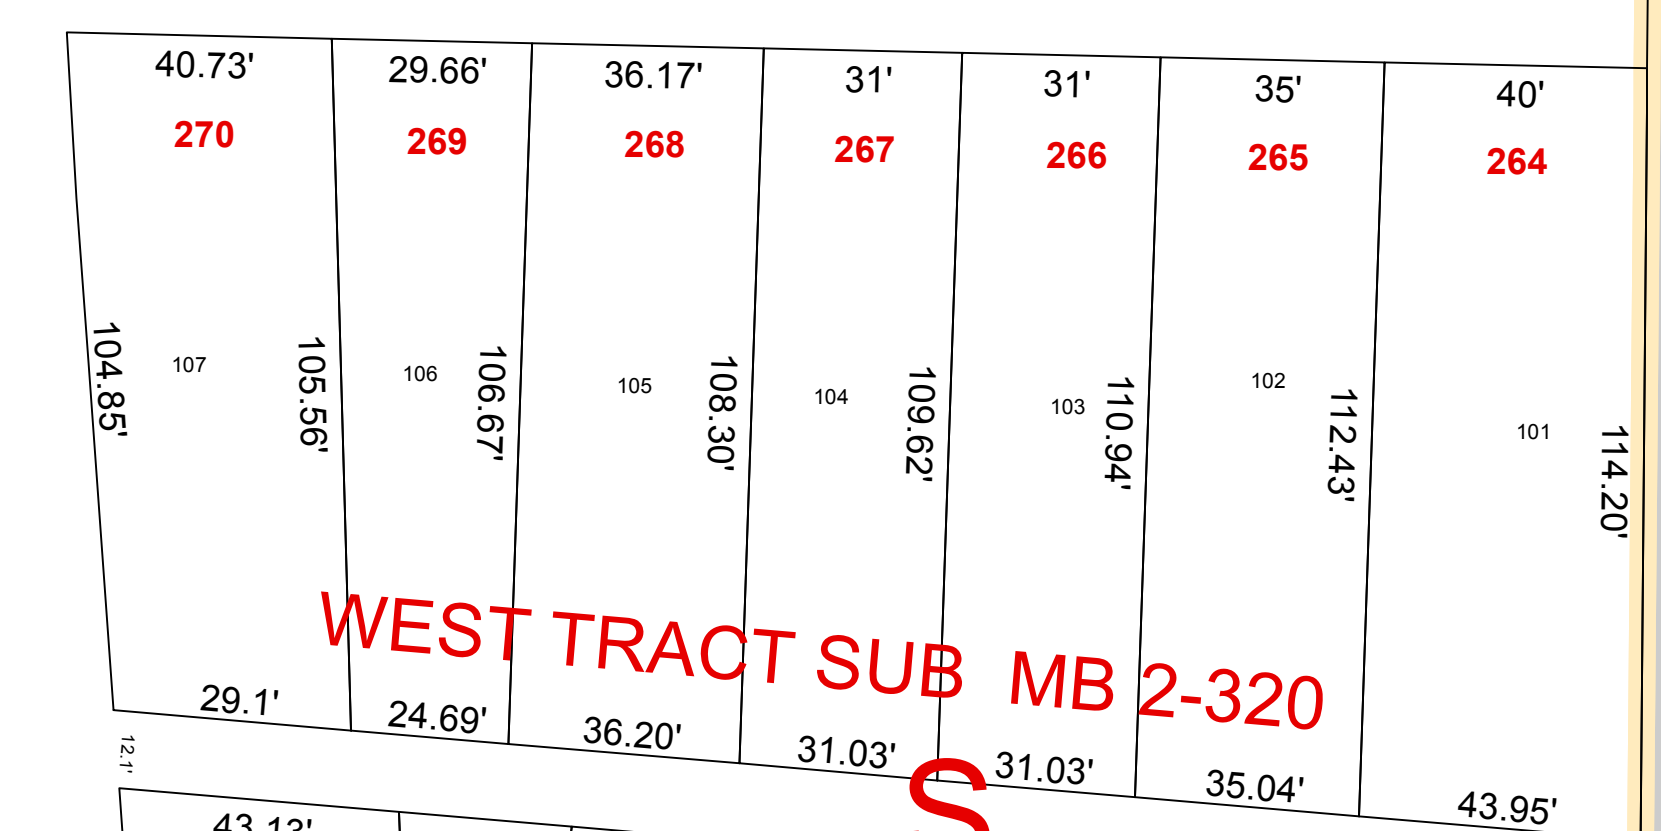 40.73' 29.66' 36.17' 31' 31' 35' 40'
270 269 268 267 266 265 264
104.85' 107 105.56' 106 106.67' 105 108.30' 104 109.62' 103 110.94' 102 112.43' 101 114.20'
WEST TRACT SUB MB 2-320
29.1' 24.69' 36.20' 31.03' 31.03' 35.04' 43.95'
12.1'
S
43.13'